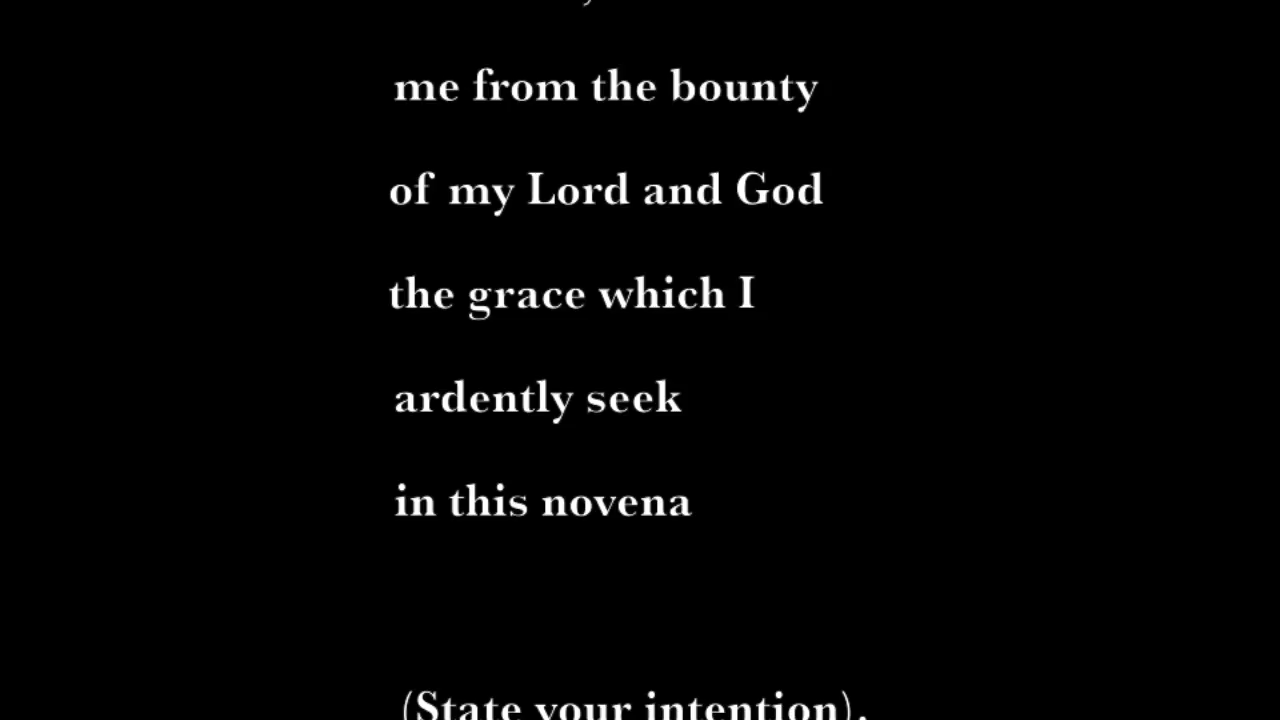 me from the bounty
of my Lord and God
the grace which I
ardently seek
in this novena
(State your intention).